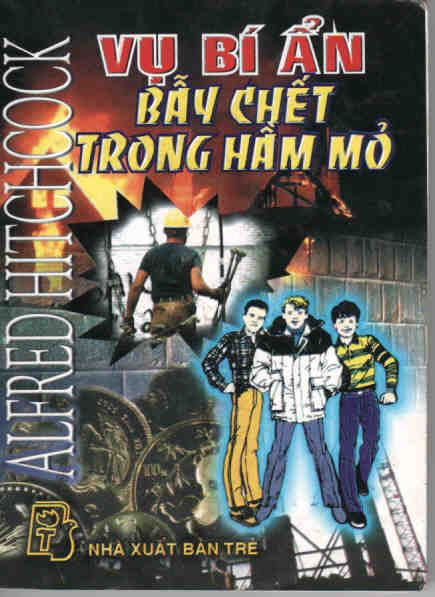 VỤ BÍ ẨN
BẪY CHẾT
TRONG HẦM MỎ
ALFRED HITCHCOCK
NHÀ XUẤT BẢN TRẺ